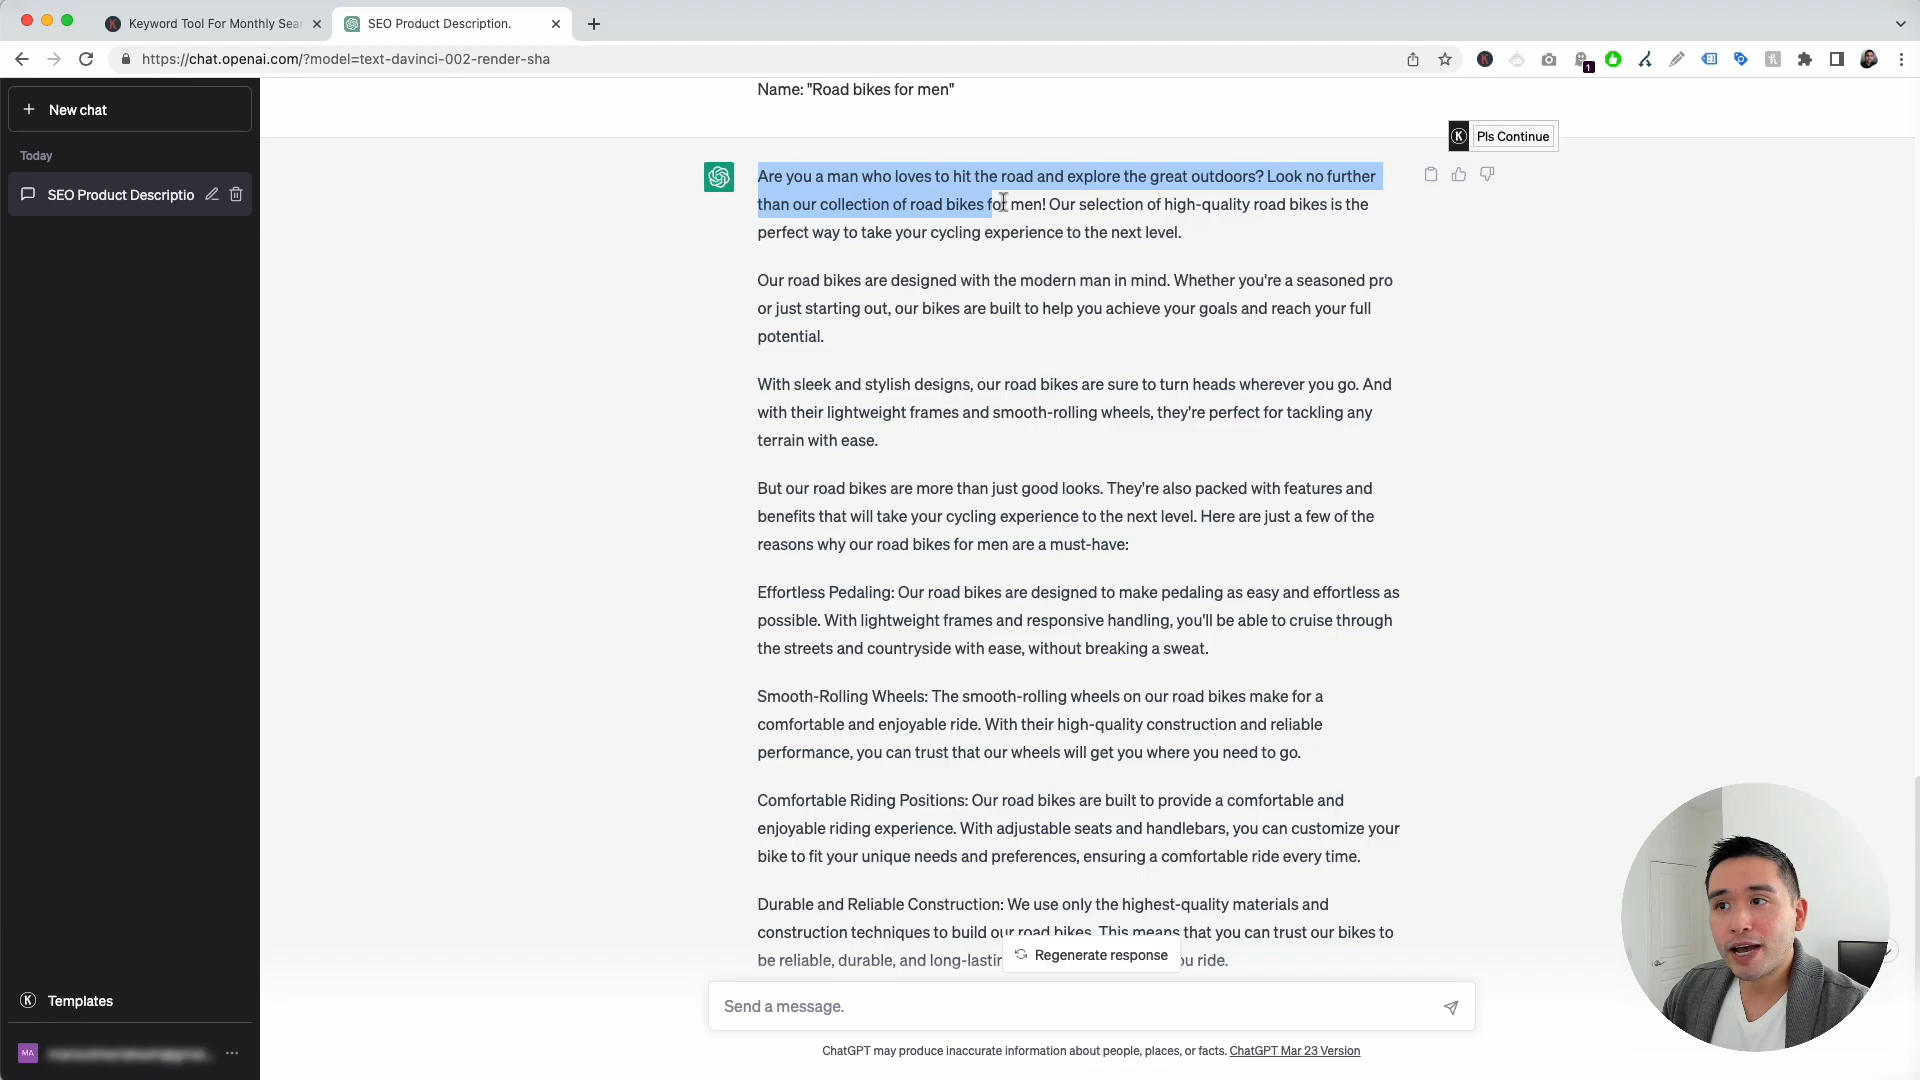 Keyword Tool For Monthly Sear
SEO Product Description.
https://chat.openai.com/?model=text-davinci-002-render-sha
1
New chat
Today
SEO Product Descriptio
Name: "Road bikes for men"
K Pls Continue
Are you a man who loves to hit the road and explore the great outdoors? Look no further
than our collection of road bikes for men! Our selection of high-quality road bikes is the
perfect way to take your cycling experience to the next level.
Our road bikes are designed with the modern man in mind. Whether you're a seasoned pro
or just starting out, our bikes are built to help you achieve your goals and reach your full
potential.
With sleek and stylish designs, our road bikes are sure to turn heads wherever you go. And
with their lightweight frames and smooth-rolling wheels, they're perfect for tackling any
terrain with ease.
But our road bikes are more than just good looks. They're also packed with features and
benefits that will take your cycling experience to the next level. Here are just a few of the
reasons why our road bikes for men are a must-have:
Effortless Pedaling: Our road bikes are designed to make pedaling as easy and effortless as
possible. With lightweight frames and responsive handling, you'll be able to cruise through
the streets and countryside with ease, without breaking a sweat.
Smooth-Rolling Wheels: The smooth-rolling wheels on our road bikes make for a
comfortable and enjoyable ride. With their high-quality construction and reliable
performance, you can trust that our wheels will get you where you need to go.
Comfortable Riding Positions: Our road bikes are built to provide a comfortable and
enjoyable riding experience. With adjustable seats and handlebars, you can customize your
bike to fit your unique needs and preferences, ensuring a comfortable ride every time.
Durable and Reliable Construction: We use only the highest-quality materials and
construction techniques to build our road bikes. This means that you can trust our bikes to
be reliable, durable, and long-lastin ou ride.
Regenerate response
Send a message.
ChatGPT may produce inaccurate information about people, places, or facts. ChatGPT Mar 23 Version
K Templates
MA